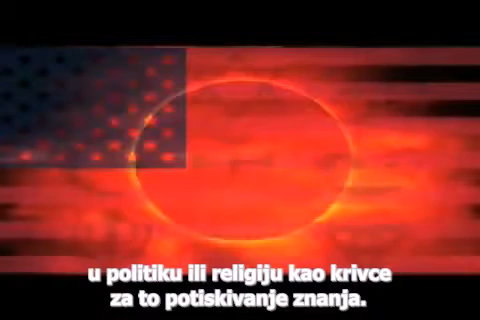 u politiku ili religiju kao krivce
za to potiskivanje znanja.